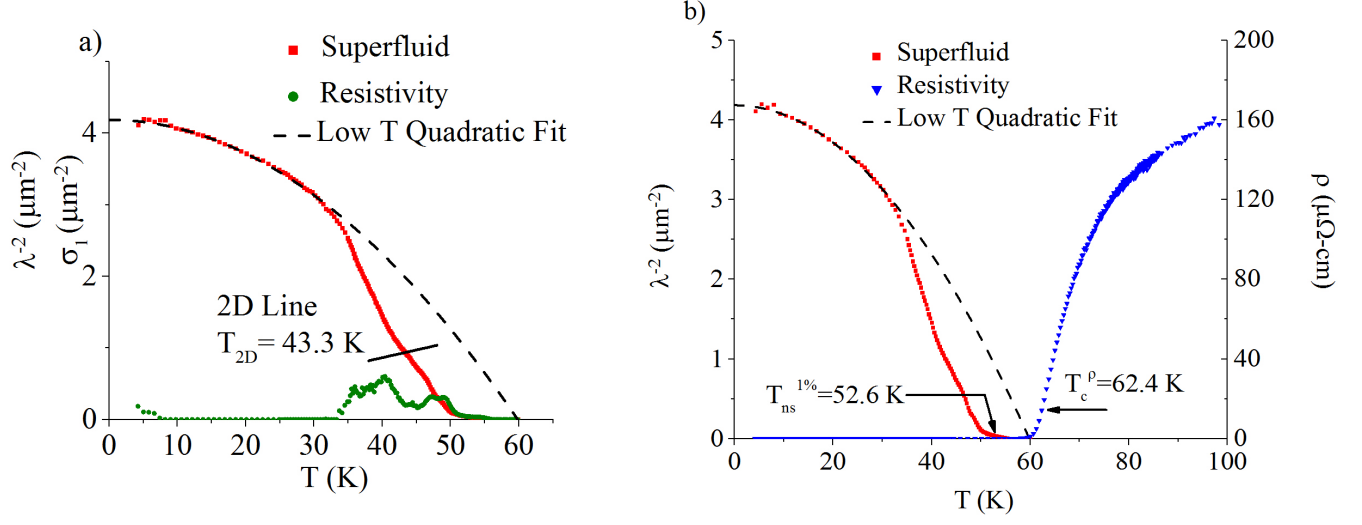 a)
Superfluid
Resistivity
Low T Quadratic Fit
λ⁻² (µm⁻²)
σ₁ (µm⁻²)
4
2
0
2D Line
T₂D= 43.3 K
0 10 20 30 40 50 60 70
T (K)
b)
Superfluid
Resistivity
Low T Quadratic Fit
λ⁻² (µm⁻²)
5
4
3
2
1
0
Tₙₛ¹%=52.6 K
T_c^ρ=62.4 K
200
160
120
80
40
0
ρ (µΩ-cm)
0 20 40 60 80 100
T (K)